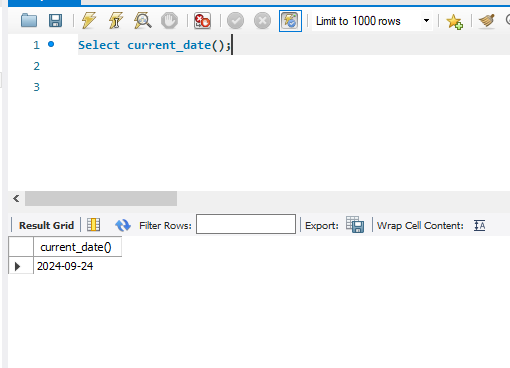 Limit to 1000 rows
1 Select current_date();
2
3
Result Grid Filter Rows: Export: Wrap Cell Content:
current_date()
2024-09-24